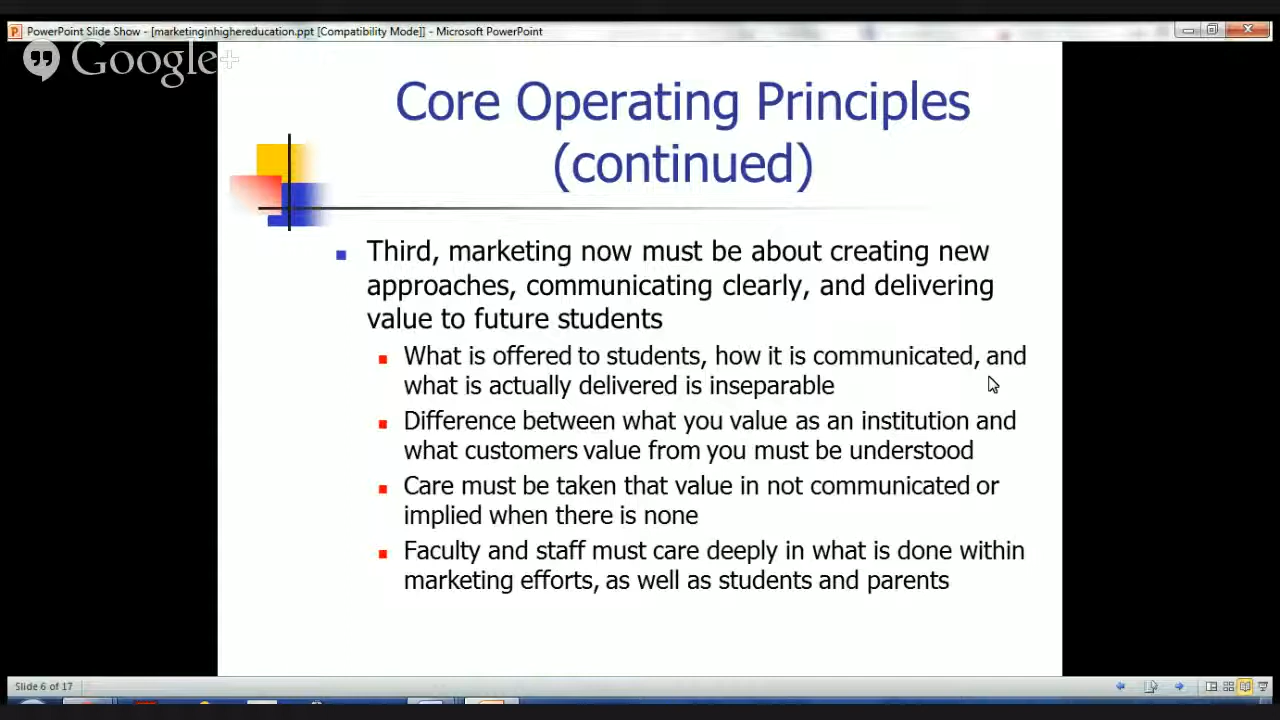 PowerPoint Slide Show - [marketinginhighereducation.ppt [Compatibility Mode]] - Microsoft PowerPoint
Google+
Core Operating Principles
(continued)
Third, marketing now must be about creating new
approaches, communicating clearly, and delivering
value to future students
What is offered to students, how it is communicated, and
what is actually delivered is inseparable
Difference between what you value as an institution and
what customers value from you must be understood
Care must be taken that value in not communicated or
implied when there is none
Faculty and staff must care deeply in what is done within
marketing efforts, as well as students and parents
Slide 6 of 17